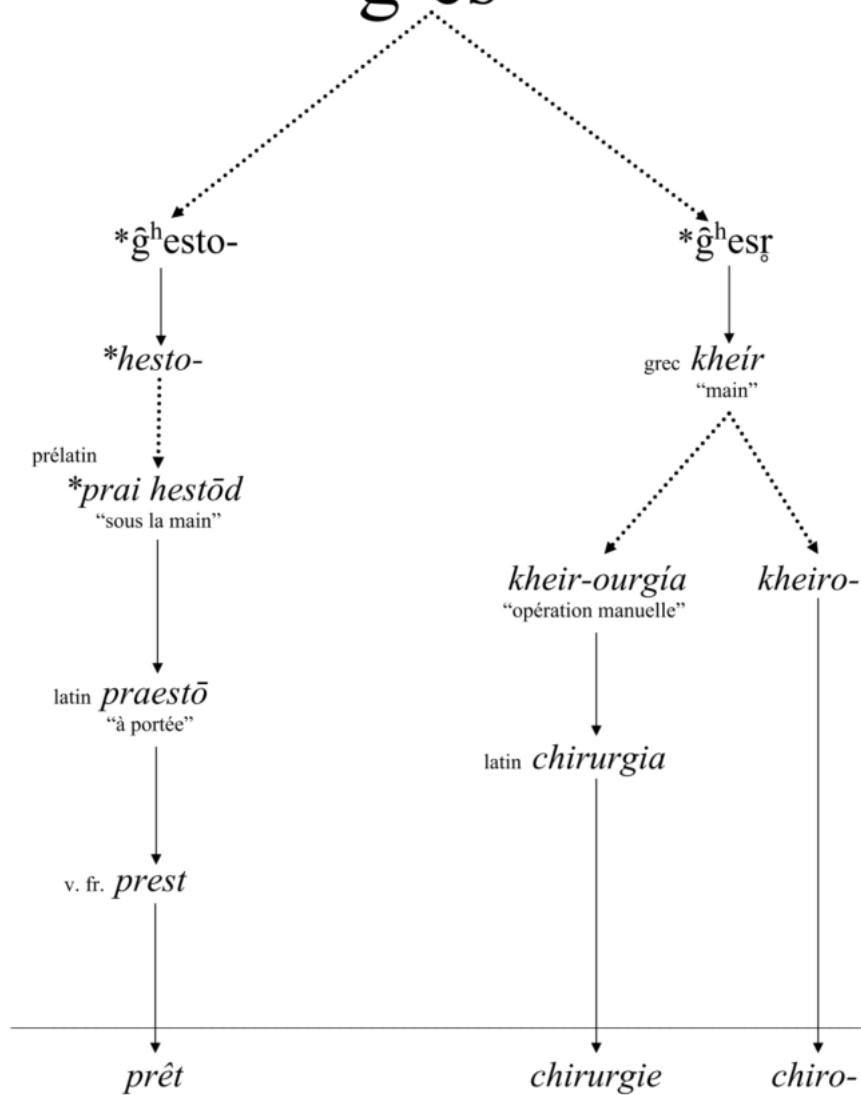 *ĝʰesto- *ĝʰesr̥
*hesto- grec kheír
“main”
prélatin
*prai hestōd
“sous la main”
kheir-ourgía kheiro-
“opération manuelle”
latin praestō
“à portée”
latin chirurgia
v. fr. prest
prêt chirurgie chiro-